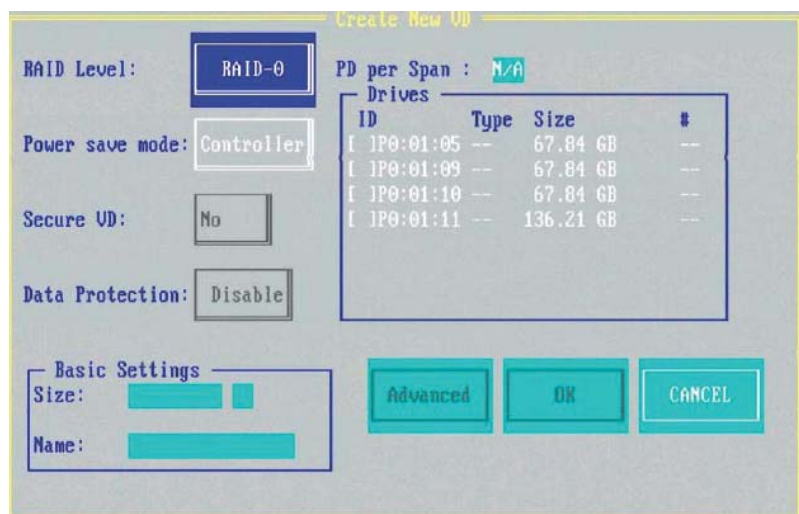 Create New VD
RAID Level: RAID-0 PD per Span : N/A
Drives
ID Type Size #
[ ]P0:01:05 -- 67.84 GB --
Power save mode: Controller
[ ]P0:01:09 -- 67.84 GB --
[ ]P0:01:10 -- 67.84 GB --
[ ]P0:01:11 -- 136.21 GB --
Secure VD: No
Data Protection: Disable
Basic Settings
Size:
Name:
Advanced OK CANCEL